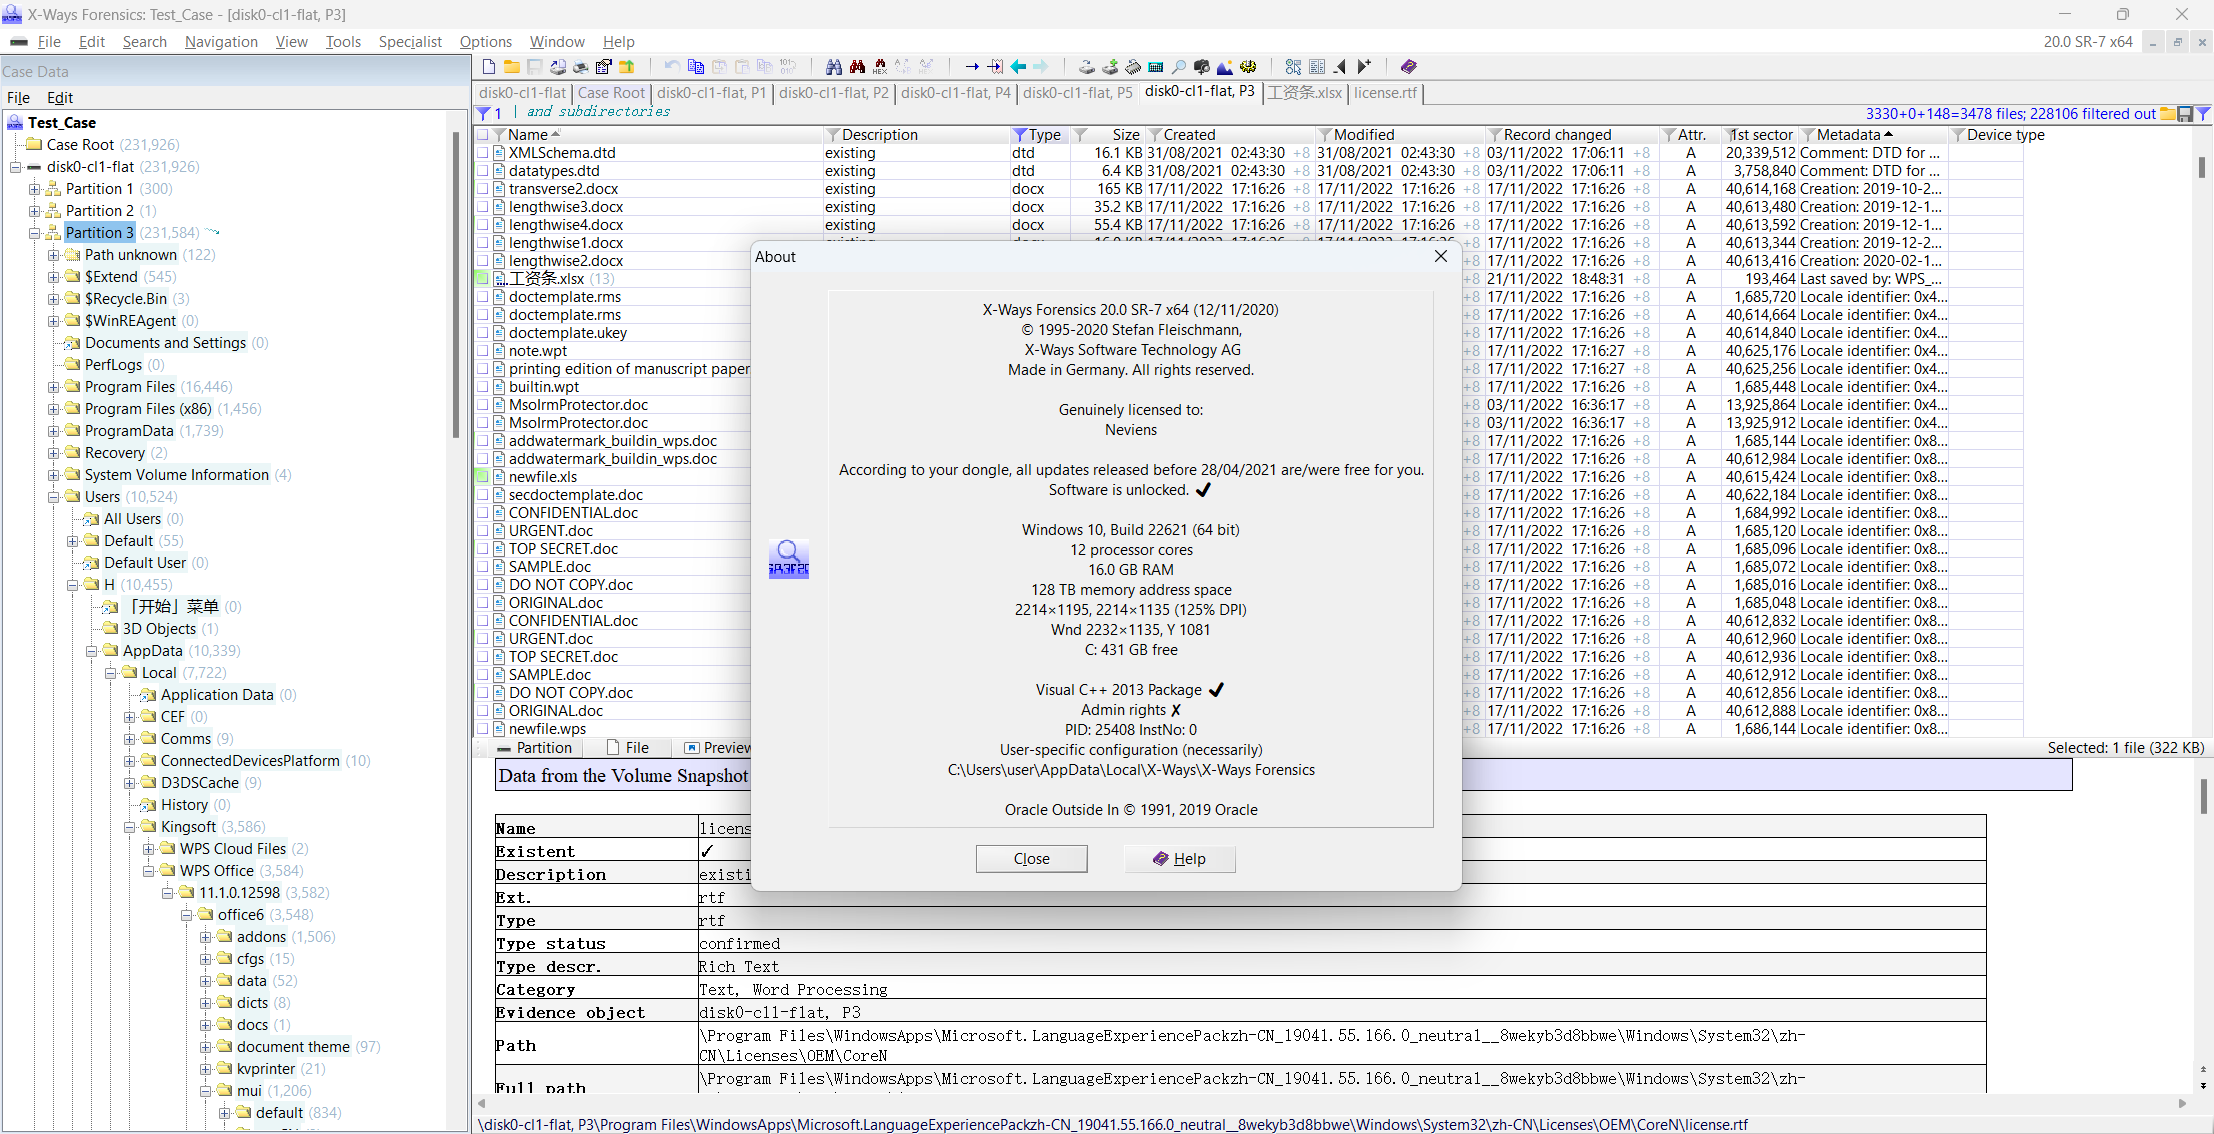 X-Ways Forensics: Test_Case - [disk0-cl1-flat, P3]
File Edit Search Navigation View Tools Specialist Options Window Help 20.0 SR-7 x64
Case Data
File Edit
Test_Case
Case Root (231,926)
disk0-cl1-flat (231,926)
Partition 1 (300)
Partition 2 (1)
Partition 3 (231,584)
Path unknown (122)
$Extend (545)
$Recycle.Bin (3)
$WinREAgent (0)
Documents and Settings (0)
PerfLogs (0)
Program Files (16,446)
Program Files (x86) (1,456)
ProgramData (1,739)
Recovery (2)
System Volume Information (4)
Users (10,524)
All Users (0)
Default (55)
Default User (0)
H (10,455)
「开始」菜单 (0)
3D Objects (1)
AppData (10,339)
Local (7,722)
Application Data (0)
CEF (0)
Comms (9)
ConnectedDevicesPlatform (10)
D3DSCache (9)
History (0)
Kingsoft (3,586)
WPS Cloud Files (2)
WPS Office (3,584)
11.1.0.12598 (3,582)
office6 (3,548)
addons (1,506)
cfgs (15)
data (52)
dicts (8)
docs (1)
document theme (97)
kvprinter (21)
mui (1,206)
default (834)
disk0-cl1-flat Case Root disk0-cl1-flat, P1 disk0-cl1-flat, P2 disk0-cl1-flat, P4 disk0-cl1-flat, P5 disk0-cl1-flat, P3 工资条.xlsx license.rtf
1 and subdirectories 3330+0+148=3478 files; 228106 filtered out
Name Description Type Size Created Modified Record changed Attr. 1st sector Metadata Device type
XMLSchema.dtd existing dtd 16.1 KB 31/08/2021 02:43:30 +8 31/08/2021 02:43:30 +8 03/11/2022 17:06:11 +8 A 20,339,512 Comment: DTD for ...
datatypes.dtd existing dtd 6.4 KB 31/08/2021 02:43:30 +8 31/08/2021 02:43:30 +8 03/11/2022 17:06:11 +8 A 3,758,840 Comment: DTD for ...
transverse2.docx existing docx 165 KB 17/11/2022 17:16:26 +8 17/11/2022 17:16:26 +8 17/11/2022 17:16:26 +8 A 40,614,168 Creation: 2019-10-2...
lengthwise3.docx existing docx 35.2 KB 17/11/2022 17:16:26 +8 17/11/2022 17:16:26 +8 17/11/2022 17:16:26 +8 A 40,613,480 Creation: 2019-12-1...
lengthwise4.docx existing docx 55.4 KB 17/11/2022 17:16:26 +8 17/11/2022 17:16:26 +8 17/11/2022 17:16:26 +8 A 40,613,592 Creation: 2019-12-1...
lengthwise1.docx +8 17/11/2022 17:16:26 +8 A 40,613,344 Creation: 2019-12-2...
lengthwise2.docx +8 17/11/2022 17:16:26 +8 A 40,613,416 Creation: 2020-02-1...
工资条.xlsx (13) +8 21/11/2022 18:48:31 +8 A 193,464 Last saved by: WPS_...
doctemplate.rms +8 17/11/2022 17:16:26 +8 A 1,685,720 Locale identifier: 0x4...
doctemplate.rms +8 17/11/2022 17:16:26 +8 A 40,614,664 Locale identifier: 0x4...
doctemplate.ukey +8 17/11/2022 17:16:26 +8 A 40,614,840 Locale identifier: 0x4...
note.wpt +8 17/11/2022 17:16:27 +8 A 40,625,176 Locale identifier: 0x4...
printing edition of manuscript paper +8 17/11/2022 17:16:27 +8 A 40,625,256 Locale identifier: 0x4...
builtin.wpt +8 17/11/2022 17:16:26 +8 A 1,685,448 Locale identifier: 0x4...
MsoIrmProtector.doc +8 03/11/2022 16:36:17 +8 A 13,925,864 Locale identifier: 0x4...
MsoIrmProtector.doc +8 03/11/2022 16:36:17 +8 A 13,925,912 Locale identifier: 0x4...
addwatermark_buildin_wps.doc +8 17/11/2022 17:16:26 +8 A 1,685,144 Locale identifier: 0x8...
addwatermark_buildin_wps.doc +8 17/11/2022 17:16:26 +8 A 40,612,984 Locale identifier: 0x8...
newfile.xls +8 17/11/2022 17:16:26 +8 A 40,615,424 Locale identifier: 0x8...
secdoctemplate.doc +8 17/11/2022 17:16:26 +8 A 40,622,184 Locale identifier: 0x8...
CONFIDENTIAL.doc +8 17/11/2022 17:16:26 +8 A 1,684,992 Locale identifier: 0x8...
URGENT.doc +8 17/11/2022 17:16:26 +8 A 1,685,120 Locale identifier: 0x8...
TOP SECRET.doc +8 17/11/2022 17:16:26 +8 A 1,685,096 Locale identifier: 0x8...
SAMPLE.doc +8 17/11/2022 17:16:26 +8 A 1,685,072 Locale identifier: 0x8...
DO NOT COPY.doc +8 17/11/2022 17:16:26 +8 A 1,685,016 Locale identifier: 0x8...
ORIGINAL.doc +8 17/11/2022 17:16:26 +8 A 1,685,048 Locale identifier: 0x8...
CONFIDENTIAL.doc +8 17/11/2022 17:16:26 +8 A 40,612,832 Locale identifier: 0x8...
URGENT.doc +8 17/11/2022 17:16:26 +8 A 40,612,960 Locale identifier: 0x8...
TOP SECRET.doc +8 17/11/2022 17:16:26 +8 A 40,612,936 Locale identifier: 0x8...
SAMPLE.doc +8 17/11/2022 17:16:26 +8 A 40,612,912 Locale identifier: 0x8...
DO NOT COPY.doc +8 17/11/2022 17:16:26 +8 A 40,612,856 Locale identifier: 0x8...
ORIGINAL.doc +8 17/11/2022 17:16:26 +8 A 40,612,888 Locale identifier: 0x8...
newfile.wps +8 17/11/2022 17:16:26 +8 A 1,686,144 Locale identifier: 0x8...
Partition File Preview Selected: 1 file (322 KB)
Data from the Volume Snapshot
Name licens
Existent ✓
Description existi
Ext. rtf
Type rtf
Type status confirmed
Type descr. Rich Text
Category Text, Word Processing
Evidence object disk0-cl1-flat, P3
Path \Program Files\WindowsApps\Microsoft.LanguageExperiencePackzh-CN_19041.55.166.0_neutral__8wekyb3d8bbwe\Windows\System32\zh-
CN\Licenses\OEM\CoreN
Full path \Program Files\WindowsApps\Microsoft.LanguageExperiencePackzh-CN_19041.55.166.0_neutral__8wekyb3d8bbwe\Windows\System32\zh-
\disk0-cl1-flat, P3\Program Files\WindowsApps\Microsoft.LanguageExperiencePackzh-CN_19041.55.166.0_neutral__8wekyb3d8bbwe\Windows\System32\zh-CN\Licenses\OEM\CoreN\license.rtf
About
X-Ways Forensics 20.0 SR-7 x64 (12/11/2020)
© 1995-2020 Stefan Fleischmann,
X-Ways Software Technology AG
Made in Germany. All rights reserved.
Genuinely licensed to:
Neviens
According to your dongle, all updates released before 28/04/2021 are/were free for you.
Software is unlocked. ✔
Windows 10, Build 22621 (64 bit)
12 processor cores
16.0 GB RAM
128 TB memory address space
2214×1195, 2214×1135 (125% DPI)
Wnd 2232×1135, Y 1081
C: 431 GB free
Visual C++ 2013 Package ✔
Admin rights ✗
PID: 25408 InstNo: 0
User-specific configuration (necessarily)
C:\Users\user\AppData\Local\X-Ways\X-Ways Forensics
Oracle Outside In © 1991, 2019 Oracle
Close Help